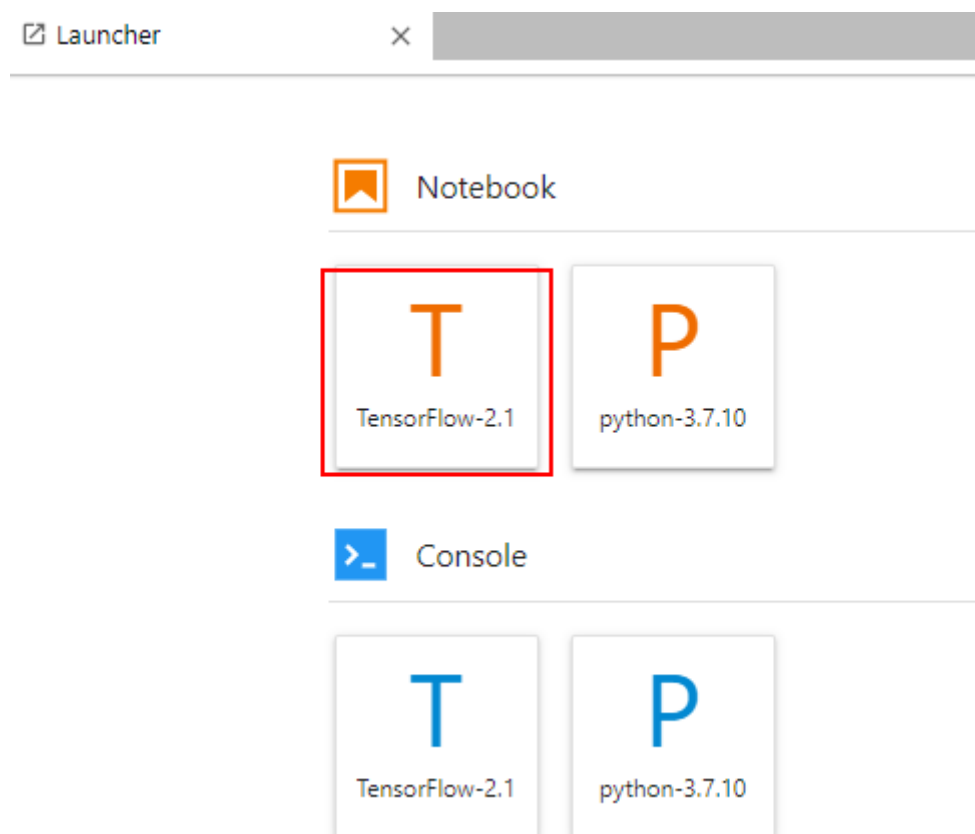 Launcher
Notebook
T P
TensorFlow-2.1 python-3.7.10
Console
T P
TensorFlow-2.1 python-3.7.10